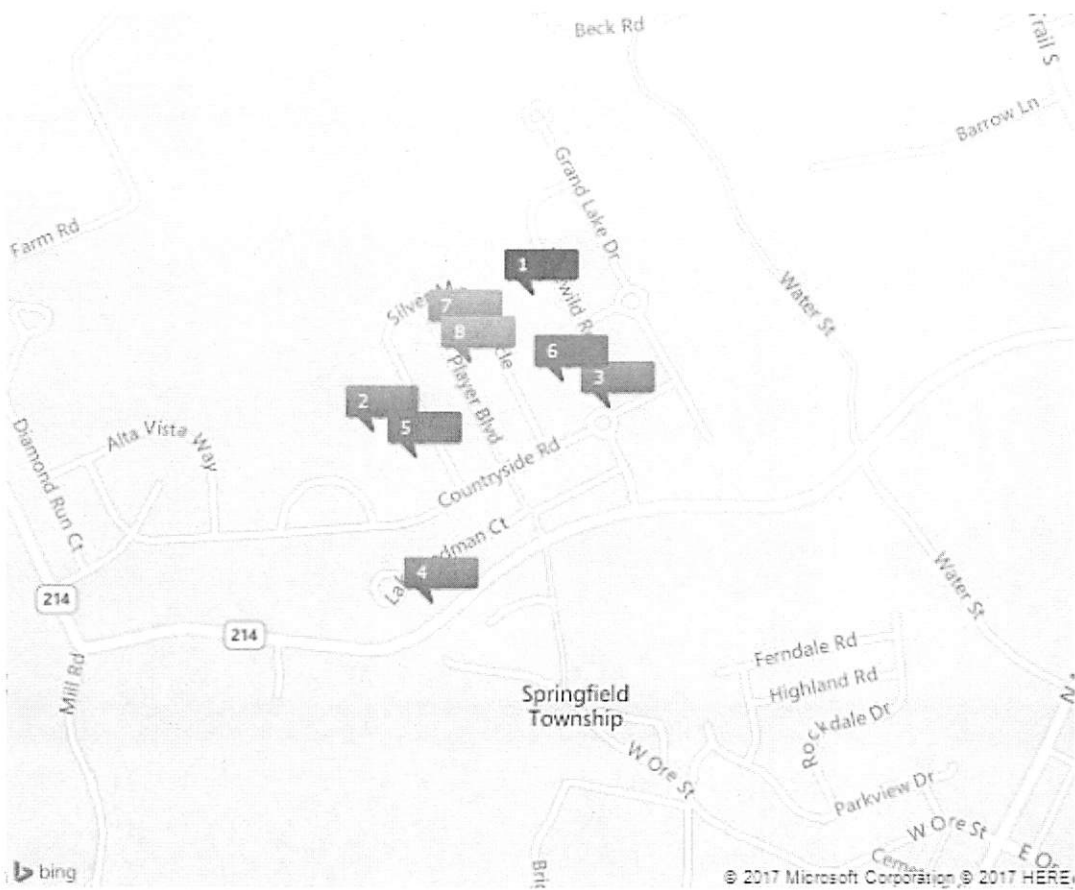 Beck Rd
Trail S
Barrow Ln
Grand Lake Dr
Farm Rd
1
Water St
Silver
7
8
6
3
2
5
Player Blvd
Alta Vista Way
Diamond Run Ct
Countryside Rd
4
214
214
Water St
Mill Rd
Ferndale Rd
Highland Rd
Springfield
Township
Rockdale Dr
W Ore St
Parkview Dr
W Ore St
bing
© 2017 Microsoft Corporation © 2017 HERE